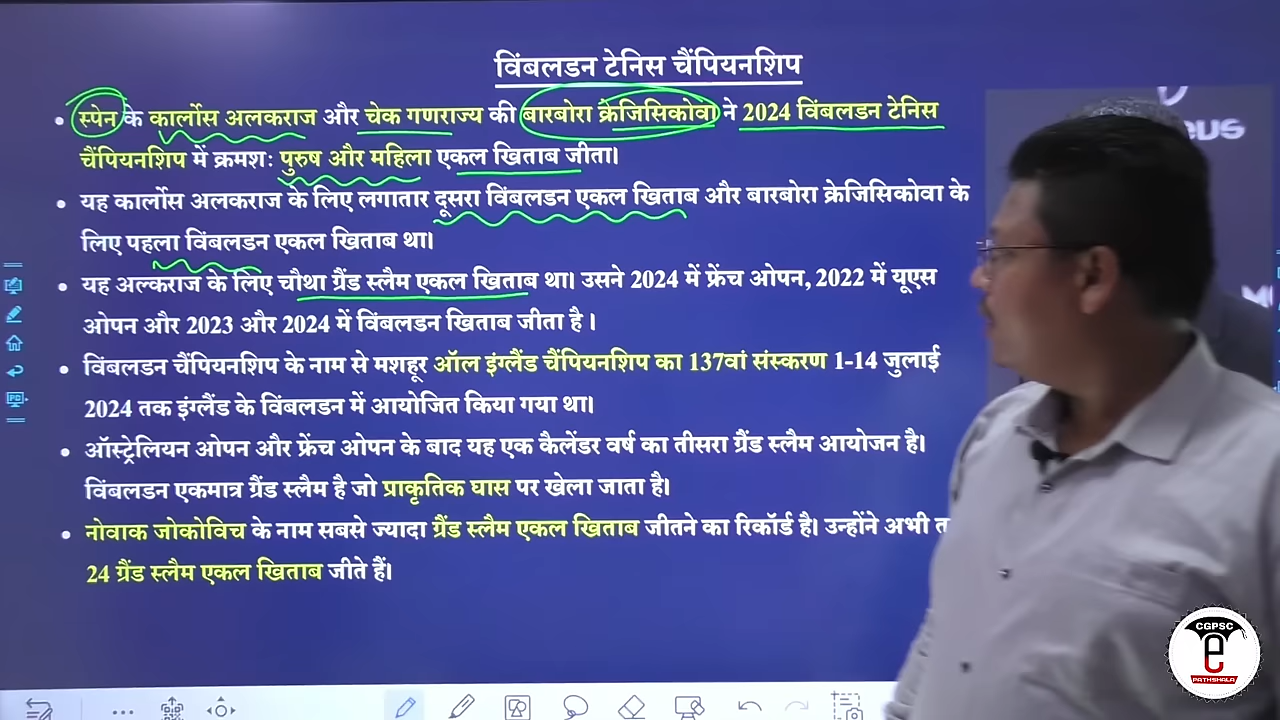 विंबलडन टेनिस चैंपियनशिप
• स्पेन के कार्लोस अलकराज और चेक गणराज्य की बारबोरा क्रेजिसिकोवा ने 2024 विंबलडन टेनिस
चैंपियनशिप में क्रमशः पुरुष और महिला एकल खिताब जीता।
• यह कार्लोस अलकराज के लिए लगातार दूसरा विंबलडन एकल खिताब और बारबोरा क्रेजिसिकोवा के
लिए पहला विंबलडन एकल खिताब था।
• यह अल्कराज के लिए चौथा ग्रैंड स्लैम एकल खिताब था। उसने 2024 में फ्रेंच ओपन, 2022 में यूएस
ओपन और 2023 और 2024 में विंबलडन खिताब जीता है ।
• विंबलडन चैंपियनशिप के नाम से मशहूर ऑल इंग्लैंड चैंपियनशिप का 137वां संस्करण 1-14 जुलाई
2024 तक इंग्लैंड के विंबलडन में आयोजित किया गया था।
• ऑस्ट्रेलियन ओपन और फ्रेंच ओपन के बाद यह एक कैलेंडर वर्ष का तीसरा ग्रैंड स्लैम आयोजन है।
विंबलडन एकमात्र ग्रैंड स्लैम है जो प्राकृतिक घास पर खेला जाता है।
• नोवाक जोकोविच के नाम सबसे ज्यादा ग्रैंड स्लैम एकल खिताब जीतने का रिकॉर्ड है। उन्होंने अभी
24 ग्रैंड स्लैम एकल खिताब जीते हैं।
CGPSC
e
PATHSHALA